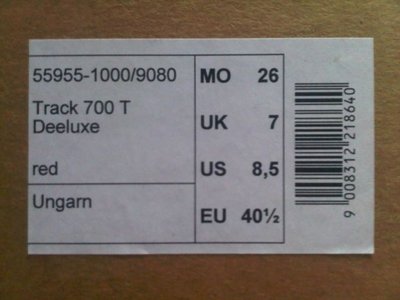 55955-1000/9080
Track 700 T
Deeluxe
red
Ungarn
MO 26
UK 7
US 8,5
EU 40½
9 008312 218640